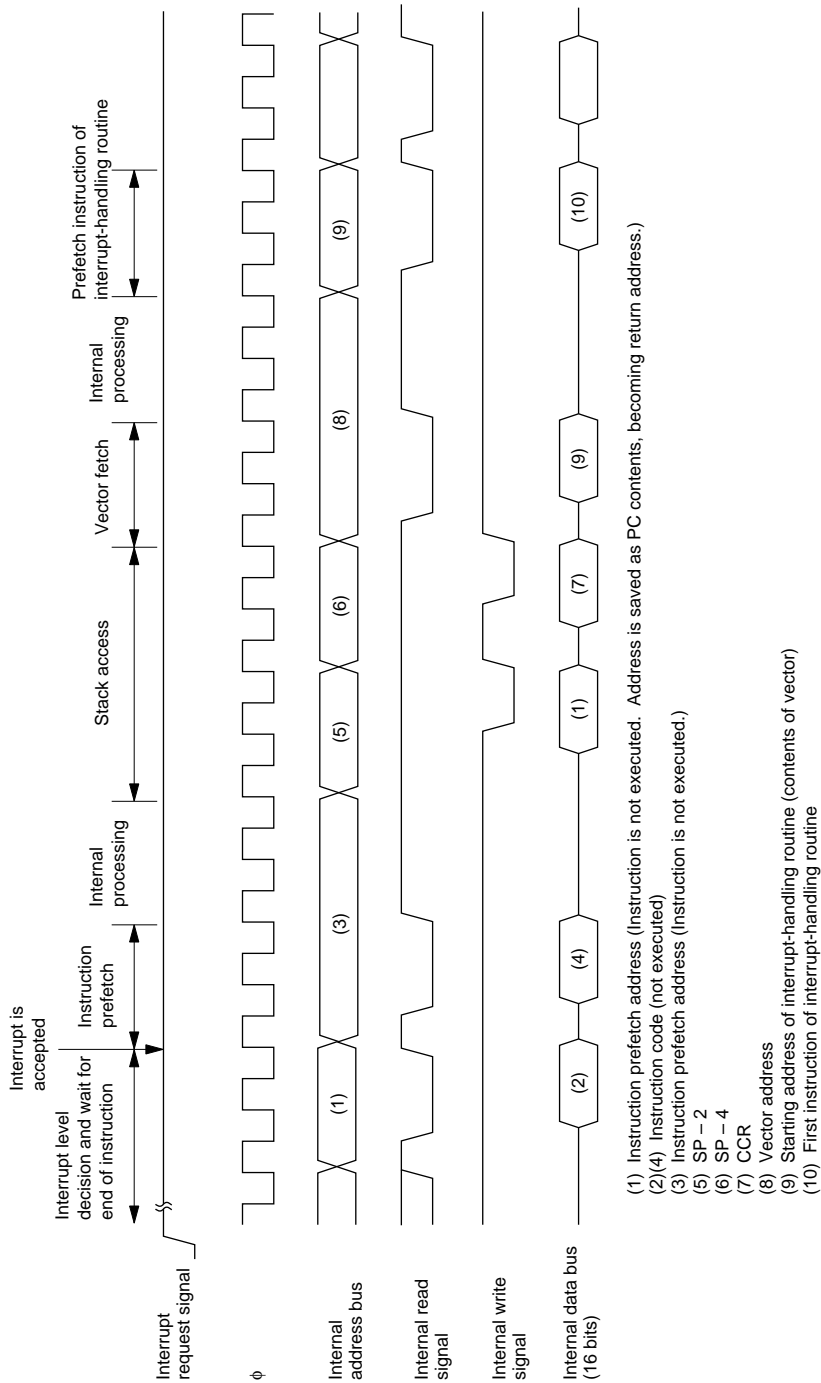 Interrupt is
accepted
Interrupt level
decision and wait for
end of instruction
Instruction
prefetch
Internal
processing
Stack access
Vector fetch
Internal
processing
Prefetch instruction of
interrupt-handling routine
Interrupt
request signal
ϕ
Internal
address bus
(1)
(3)
(5)
(6)
(8)
(9)
Internal read
signal
Internal write
signal
Internal data bus
(16 bits)
(2)
(4)
(1)
(7)
(9)
(10)
(1) Instruction prefetch address (Instruction is not executed. Address is saved as PC contents, becoming return address.)
(2)(4) Instruction code (not executed)
(3) Instruction prefetch address (Instruction is not executed.)
(5) SP – 2
(6) SP – 4
(7) CCR
(8) Vector address
(9) Starting address of interrupt-handling routine (contents of vector)
(10) First instruction of interrupt-handling routine